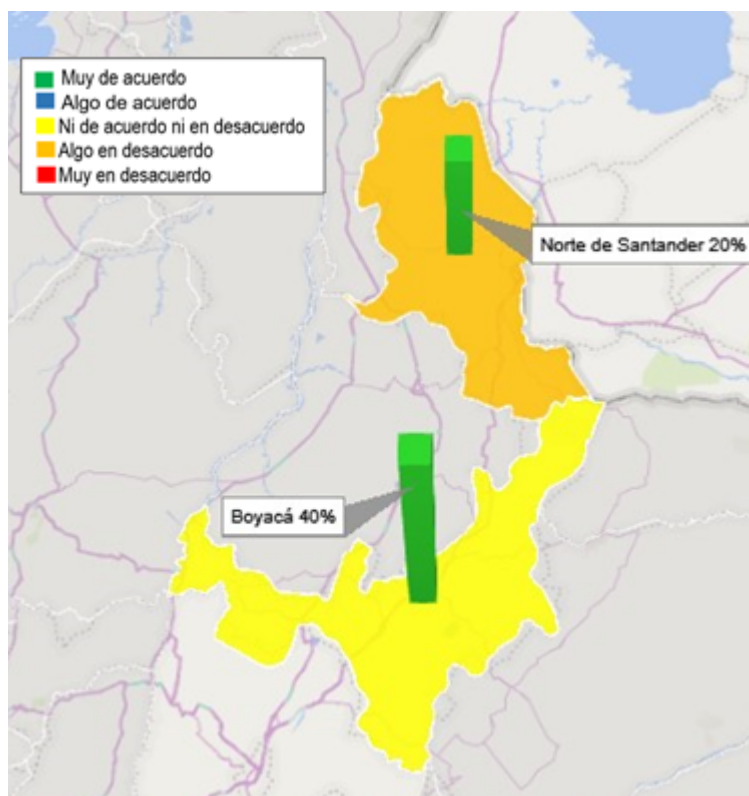 Muy de acuerdo
Algo de acuerdo
Ni de acuerdo ni en desacuerdo
Algo en desacuerdo
Muy en desacuerdo
Norte de Santander 20%
Boyacá 40%